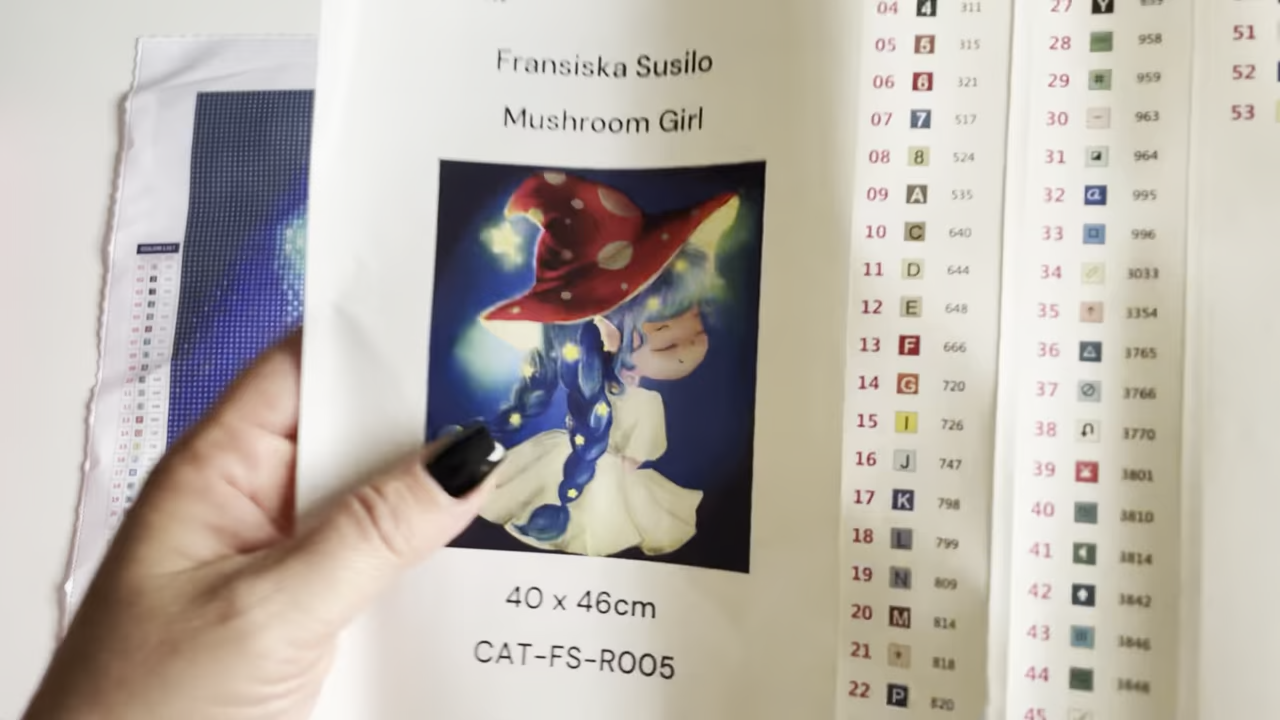 Fransiska Susilo
Mushroom Girl
40 x 46cm
CAT-FS-R005
04 4 311
05 5 315
06 6 321
07 7 517
08 8 524
09 A 535
10 C 640
11 D 644
12 E 648
13 F 666
14 G 720
15 I 726
16 J 747
17 K 798
18 L 799
19 N 809
20 M 814
21 818
22 P 820
27 Y
28 958
29 # 959
30 − 963
31 964
32 a 995
33 996
34 3033
35 ↑ 3354
36 △ 3765
37 ⊘ 3766
38 3770
39 3801
40 3810
41 3814
42 3842
43 3846
44 3848
45
51
52
53
COLOR LIST